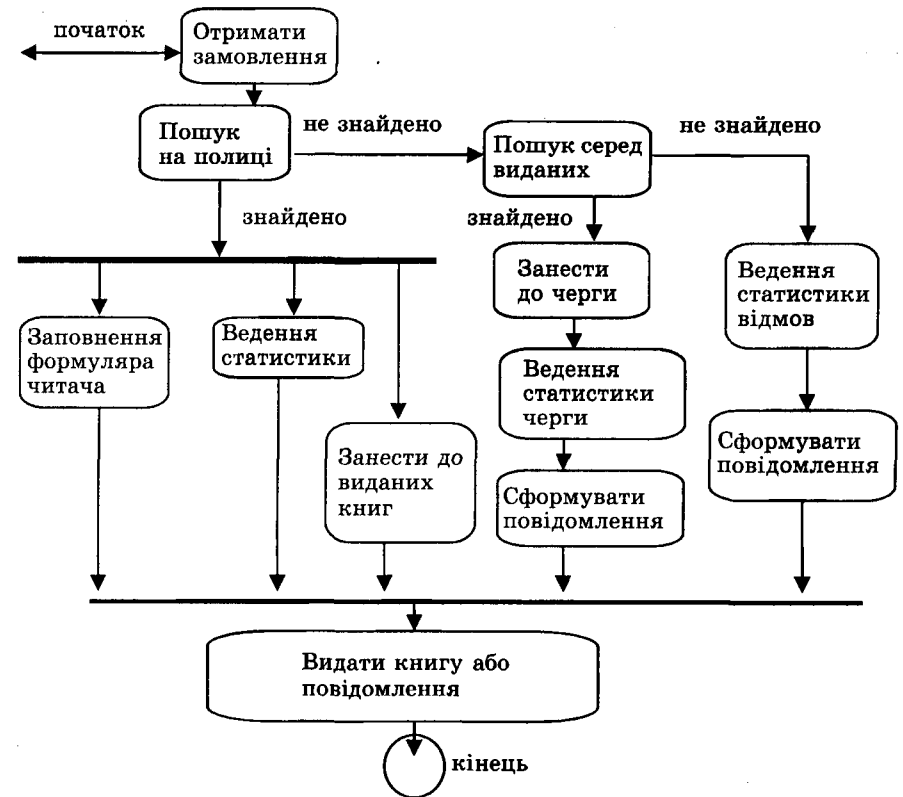 початок
Отримати
замовлення
Пошук
на полиці
не знайдено
Пошук серед
виданих
не знайдено
знайдено
знайдено
Занести
до черги
Ведення
статистики
відмов
Заповнення
формуляра
читача
Ведення
статистики
Ведення
статистики
черги
Занести до
виданих
книг
Сформувати
повідомлення
Сформувати
повідомлення
Видати книгу або
повідомлення
кінець